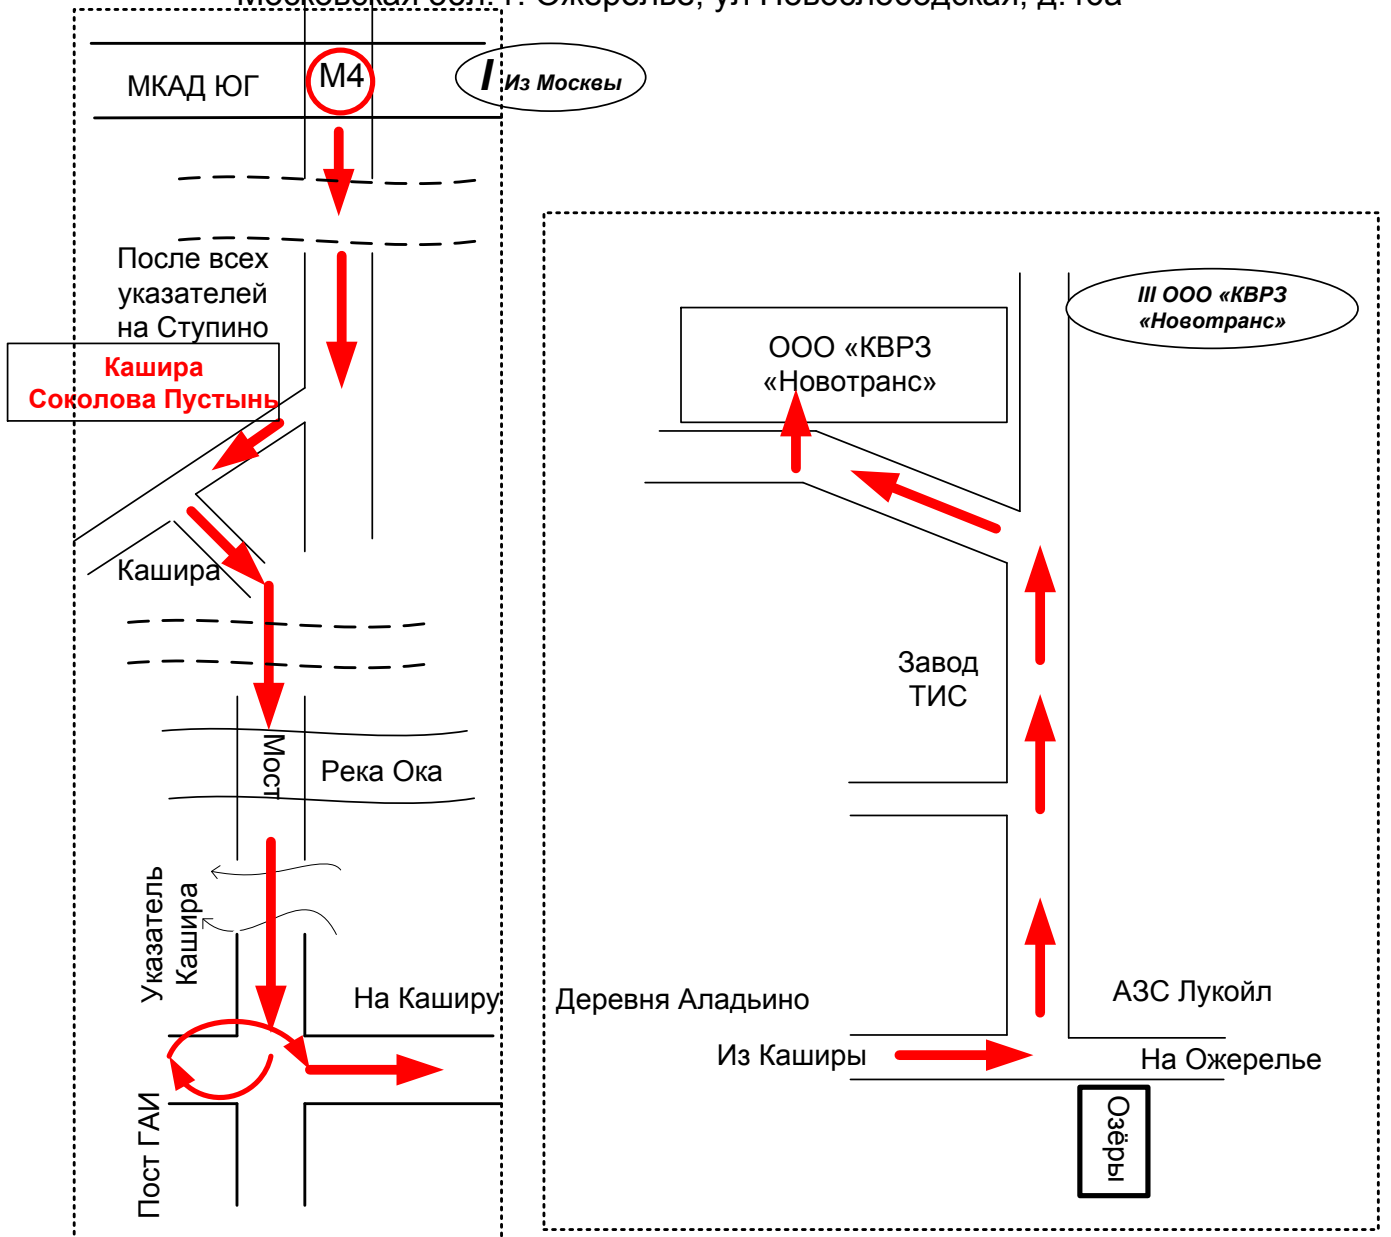 МКАД ЮГ
М4
I Из Москвы
После всех
указателей
на Ступино
Кашира
Соколова Пустынь
Кашира
Мост
Река Ока
Указатель
Кашира
На Каширу
Пост ГАИ
III ООО «КВРЗ
«Новотранс»
ООО «КВРЗ
«Новотранс»
Завод
ТИС
Деревня Аладьино
АЗС Лукойл
Из Каширы
На Ожерелье
Озёры